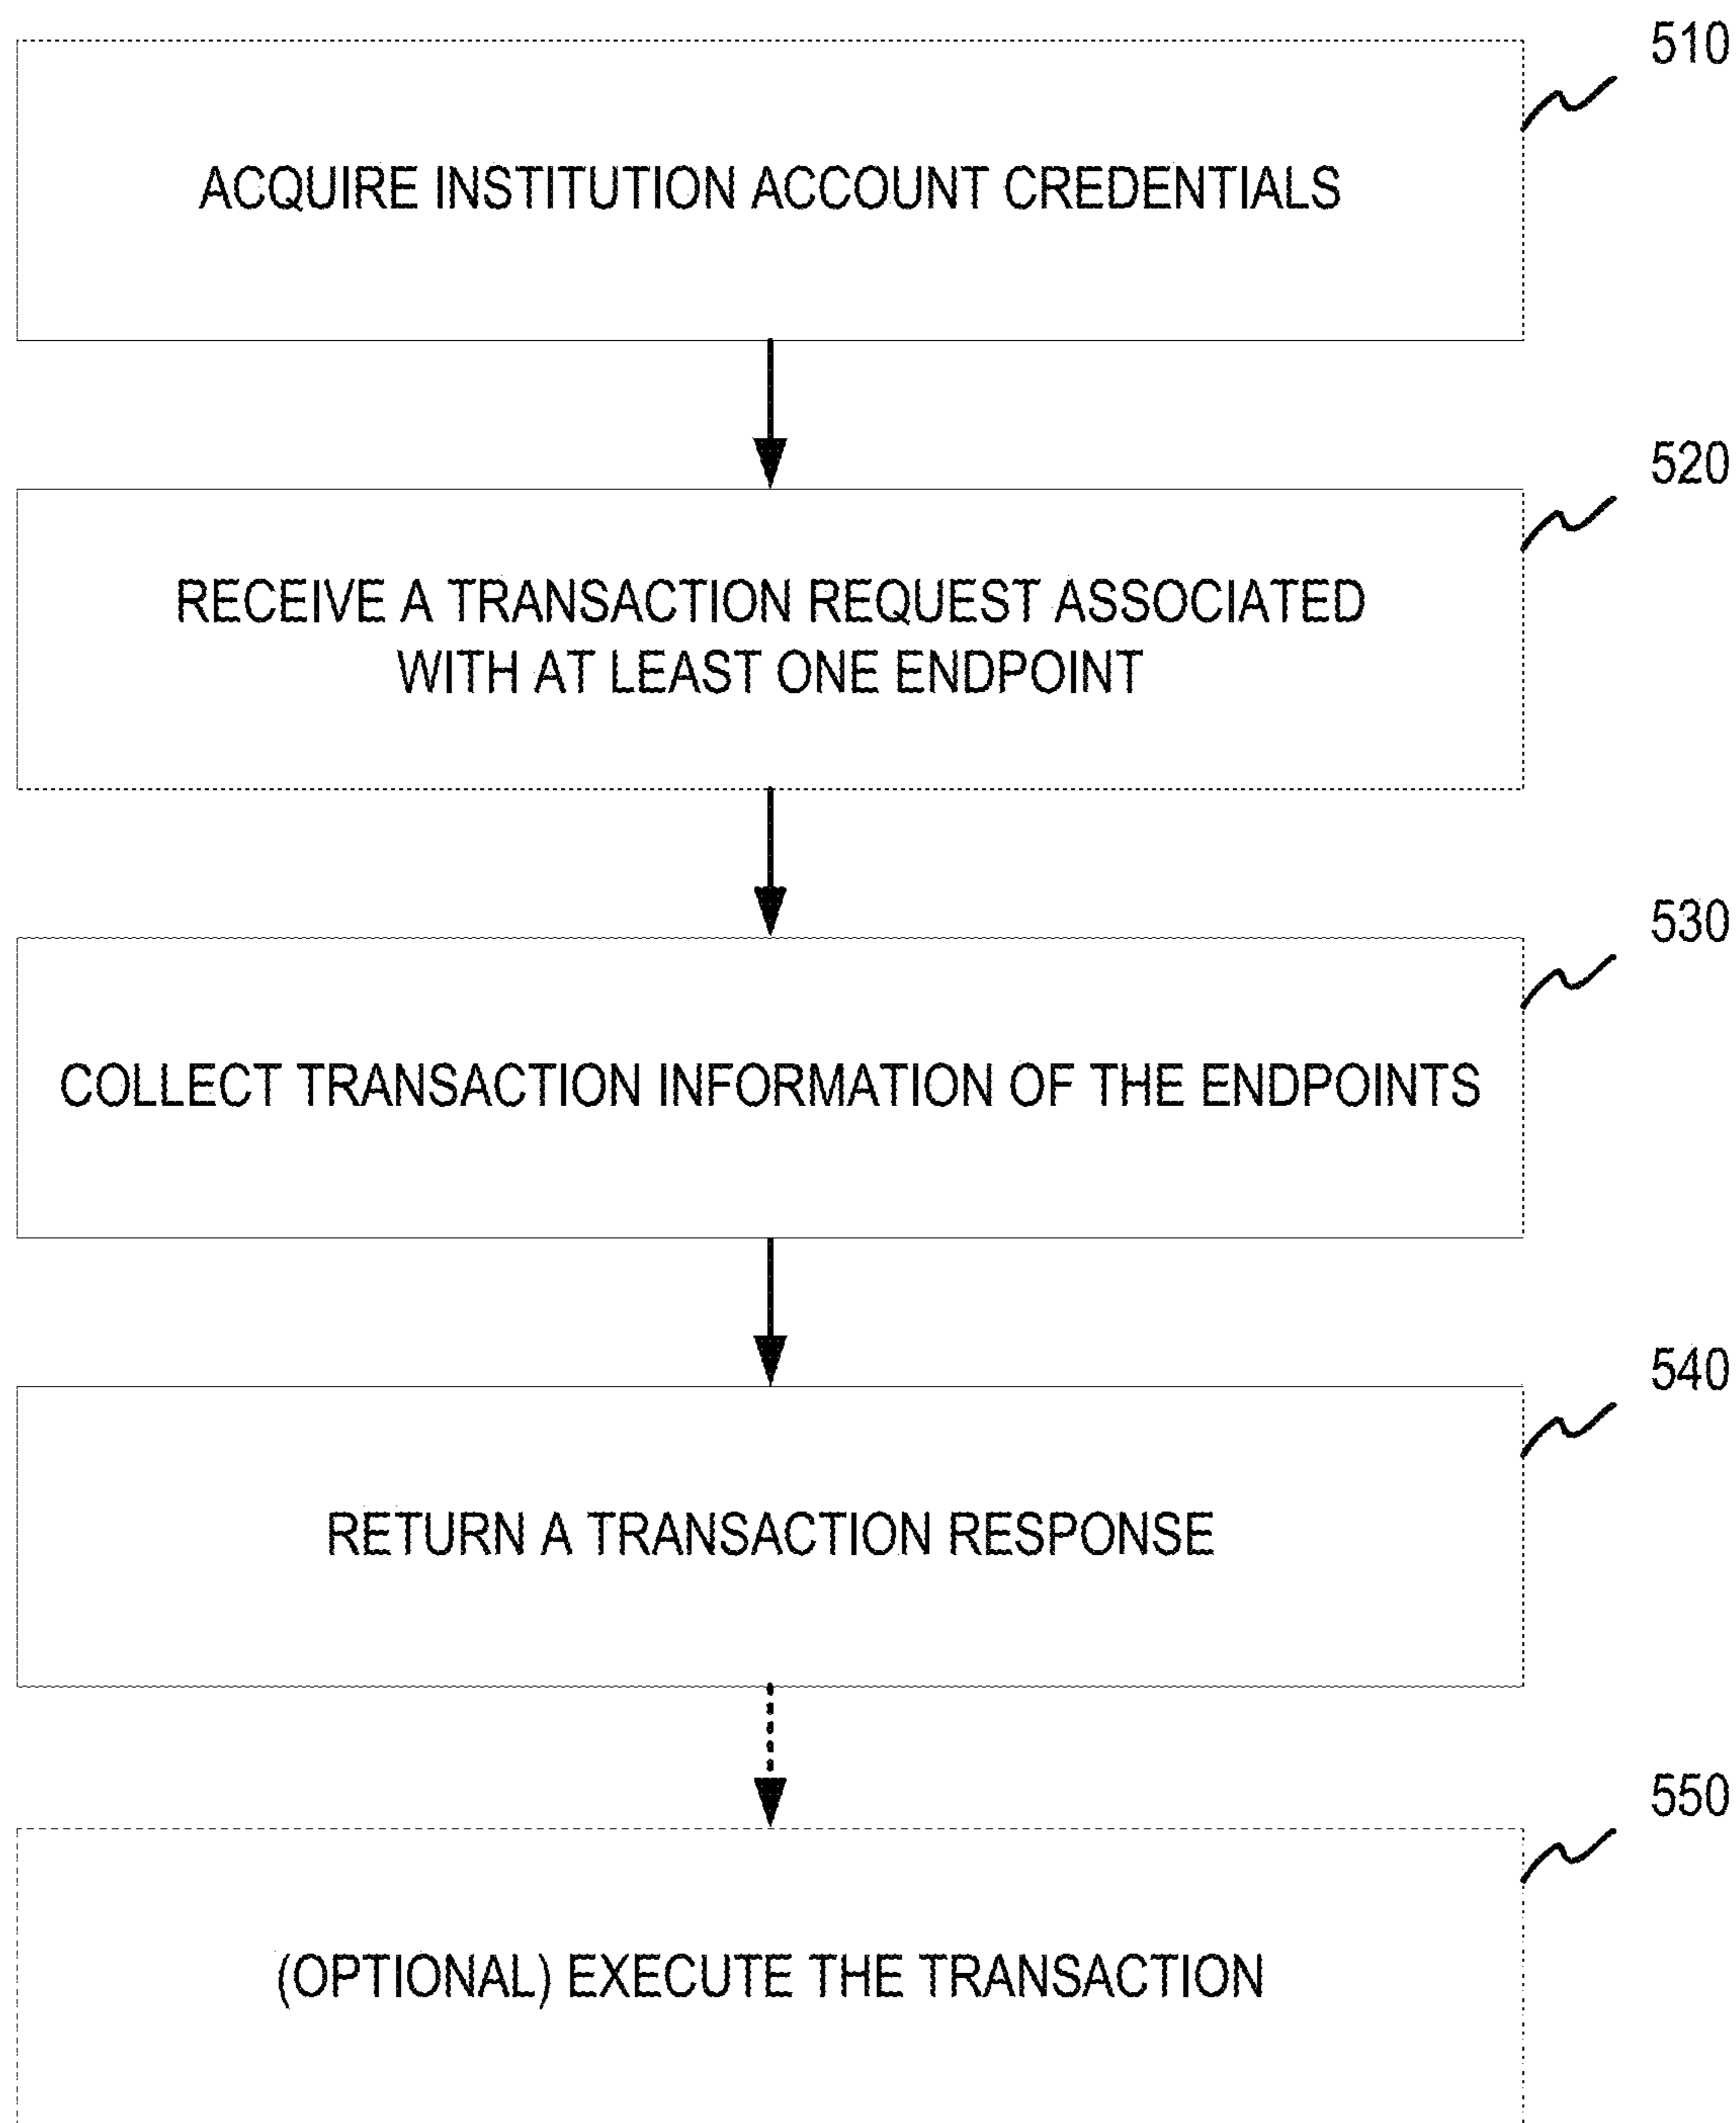 510
ACQUIRE INSTITUTION ACCOUNT CREDENTIALS
520
RECEIVE A TRANSACTION REQUEST ASSOCIATED
WITH AT LEAST ONE ENDPOINT
530
COLLECT TRANSACTION INFORMATION OF THE ENDPOINTS
540
RETURN A TRANSACTION RESPONSE
550
(OPTIONAL) EXECUTE THE TRANSACTION